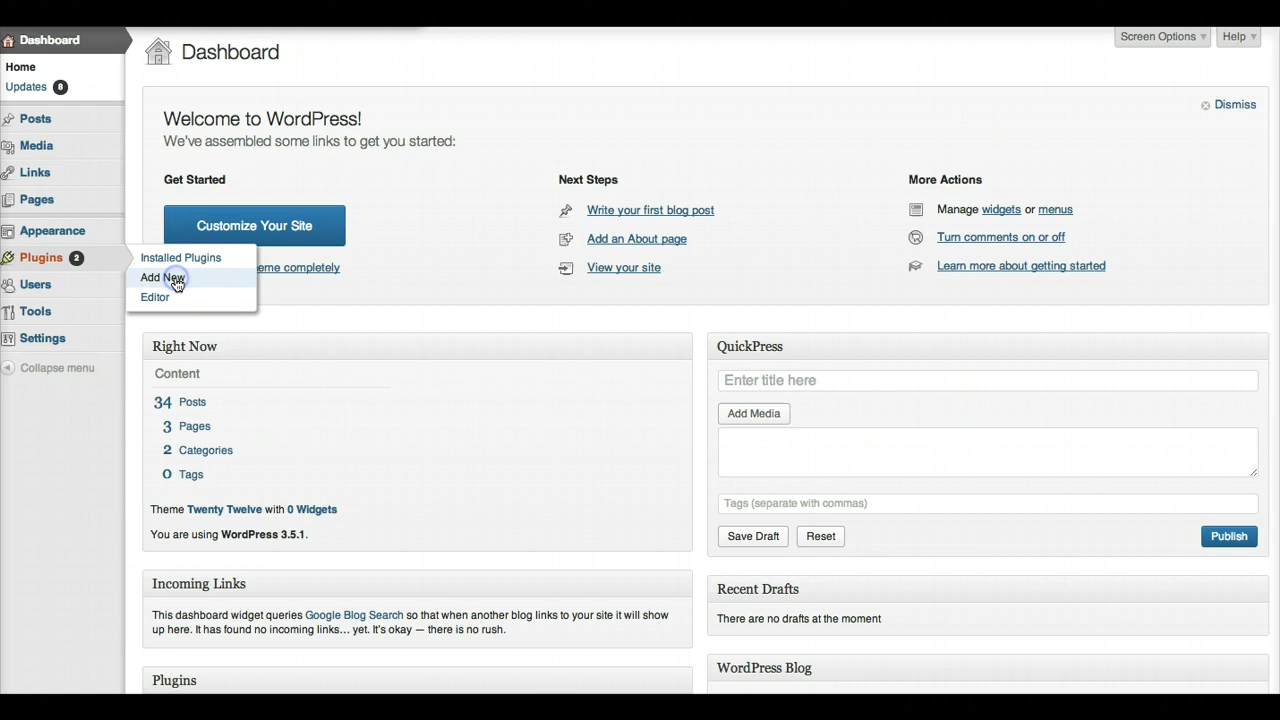 Dashboard
Home
Updates 8
Posts
Media
Links
Pages
Appearance
Plugins 2
Users
Tools
Settings
Collapse menu
Installed Plugins
Add New
Editor
Dashboard
Screen Options
Help
Welcome to WordPress!
We've assembled some links to get you started:
Dismiss
Get Started
Customize Your Site
eme completely
Next Steps
Write your first blog post
Add an About page
View your site
More Actions
Manage widgets or menus
Turn comments on or off
Learn more about getting started
Right Now
Content
34 Posts
3 Pages
2 Categories
0 Tags
Theme Twenty Twelve with 0 Widgets
You are using WordPress 3.5.1.
Incoming Links
This dashboard widget queries Google Blog Search so that when another blog links to your site it will show
up here. It has found no incoming links… yet. It's okay — there is no rush.
Plugins
QuickPress
Enter title here
Add Media
Tags (separate with commas)
Save Draft
Reset
Publish
Recent Drafts
There are no drafts at the moment
WordPress Blog